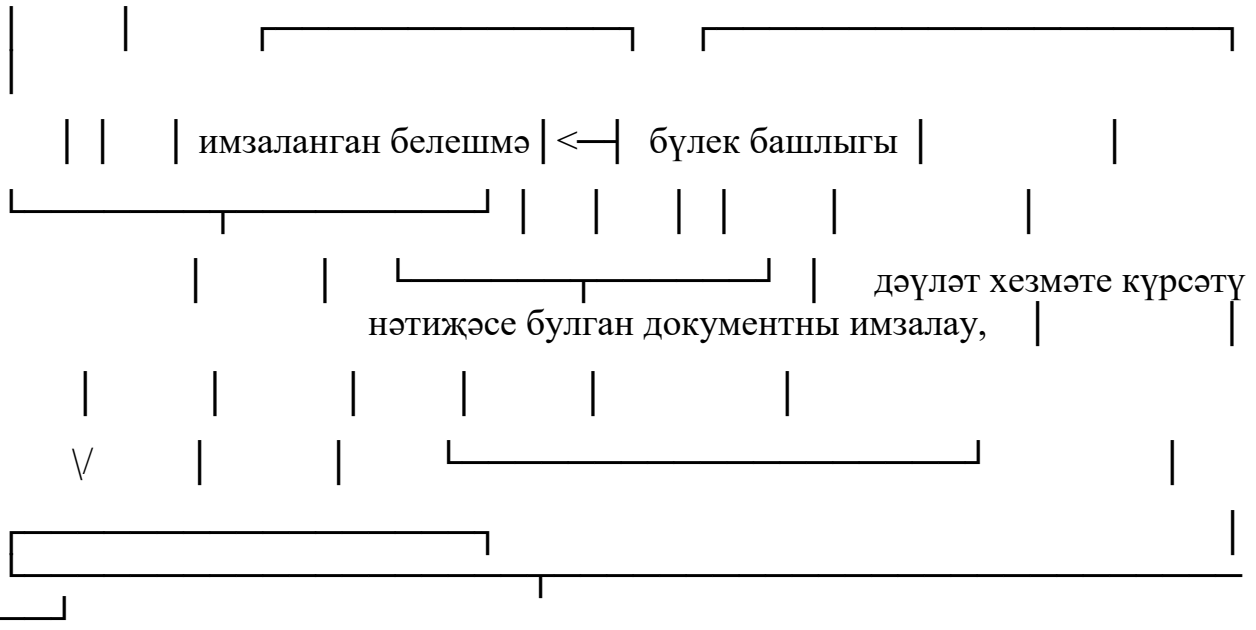 имзаланган белешмә <─ бүлек башлыгы
дәүләт хезмәте күрсәтү
нәтиҗәсе булган документны имзалау,
\/